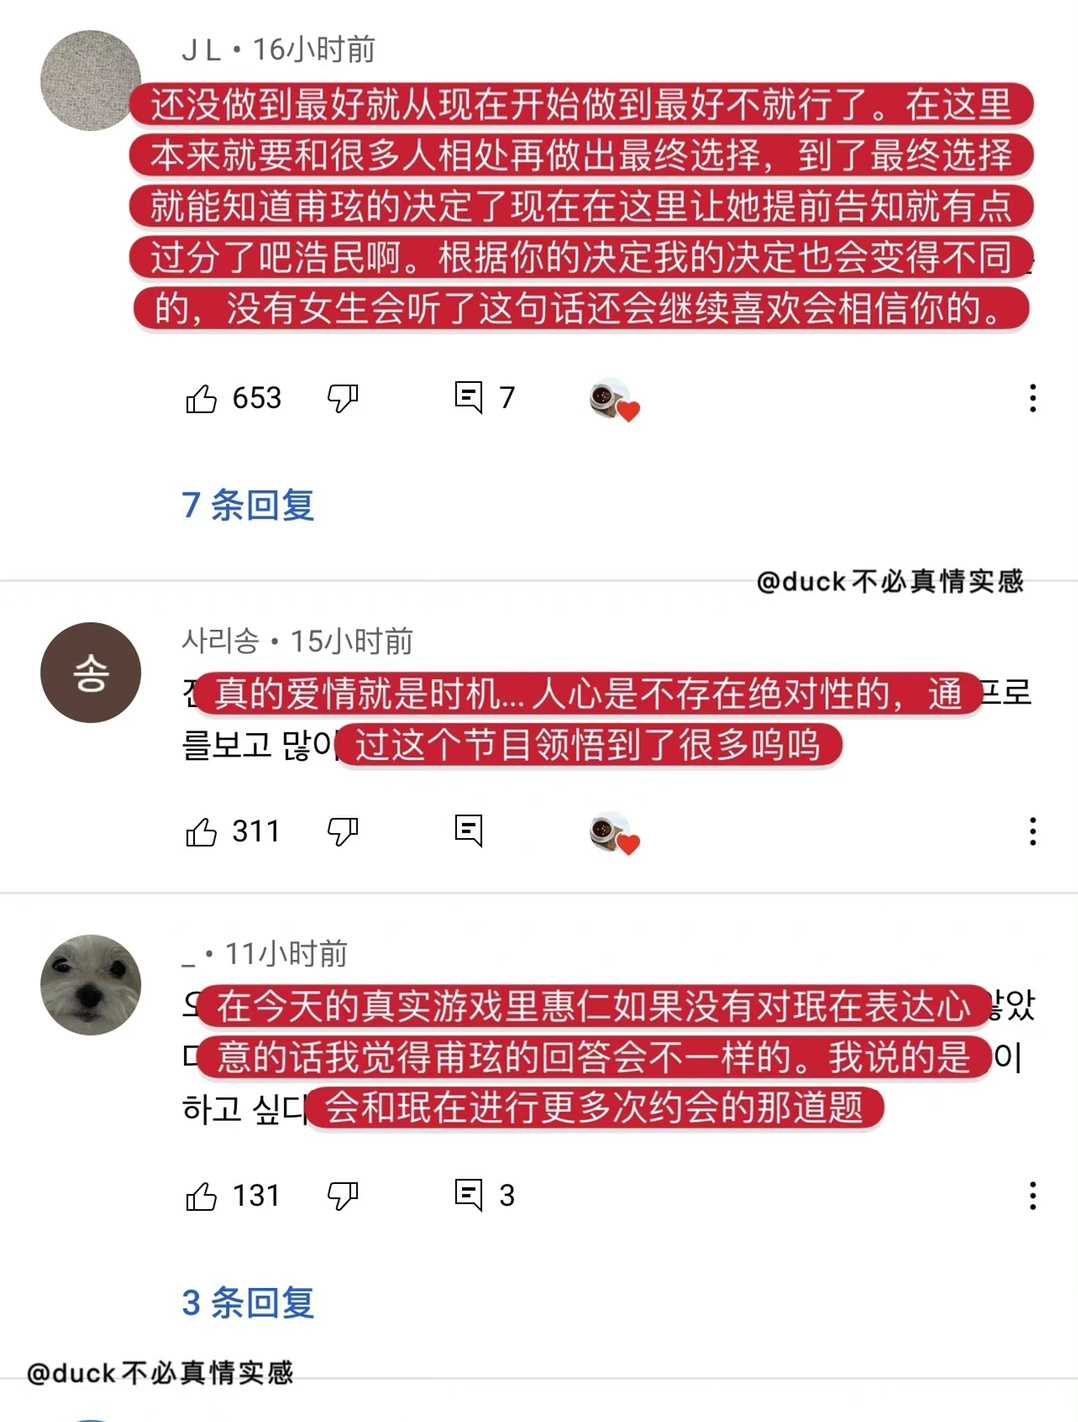 J L • 16小时前
还没做到最好就从现在开始做到最好不就行了。在这里
本来就要和很多人相处再做出最终选择，到了最终选择
就能知道甫玹的决定了现在在这里让她提前告知就有点
过分了吧浩民啊。根据你的决定我的决定也会变得不同
的，没有女生会听了这句话还会继续喜欢会相信你的。
653 7
7 条回复
@duck不必真情实感
송
사리송 • 15小时前
真的爱情就是时机... 人心是不存在绝对性的，通 프로
를보고 많이 过这个节目领悟到了很多呜呜
311
_ • 11小时前
在今天的真实游戏里惠仁如果没有对珉在表达心 않았
意的话我觉得甫玹的回答会不一样的。我说的是 이
하고 싶다 会和珉在进行更多次约会的那道题
131 3
3 条回复
@duck不必真情实感